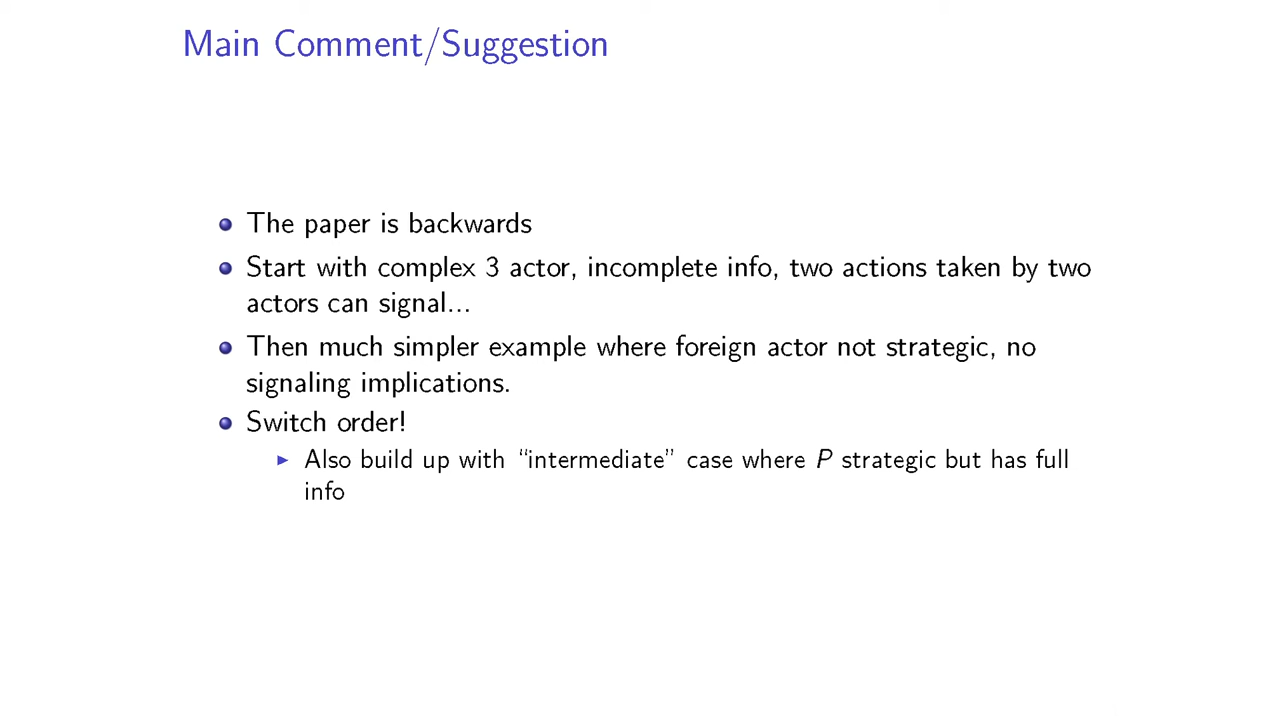 Main Comment/Suggestion
The paper is backwards
Start with complex 3 actor, incomplete info, two actions taken by two
actors can signal...
Then much simpler example where foreign actor not strategic, no
signaling implications.
Switch order!
Also build up with “intermediate” case where P strategic but has full
info